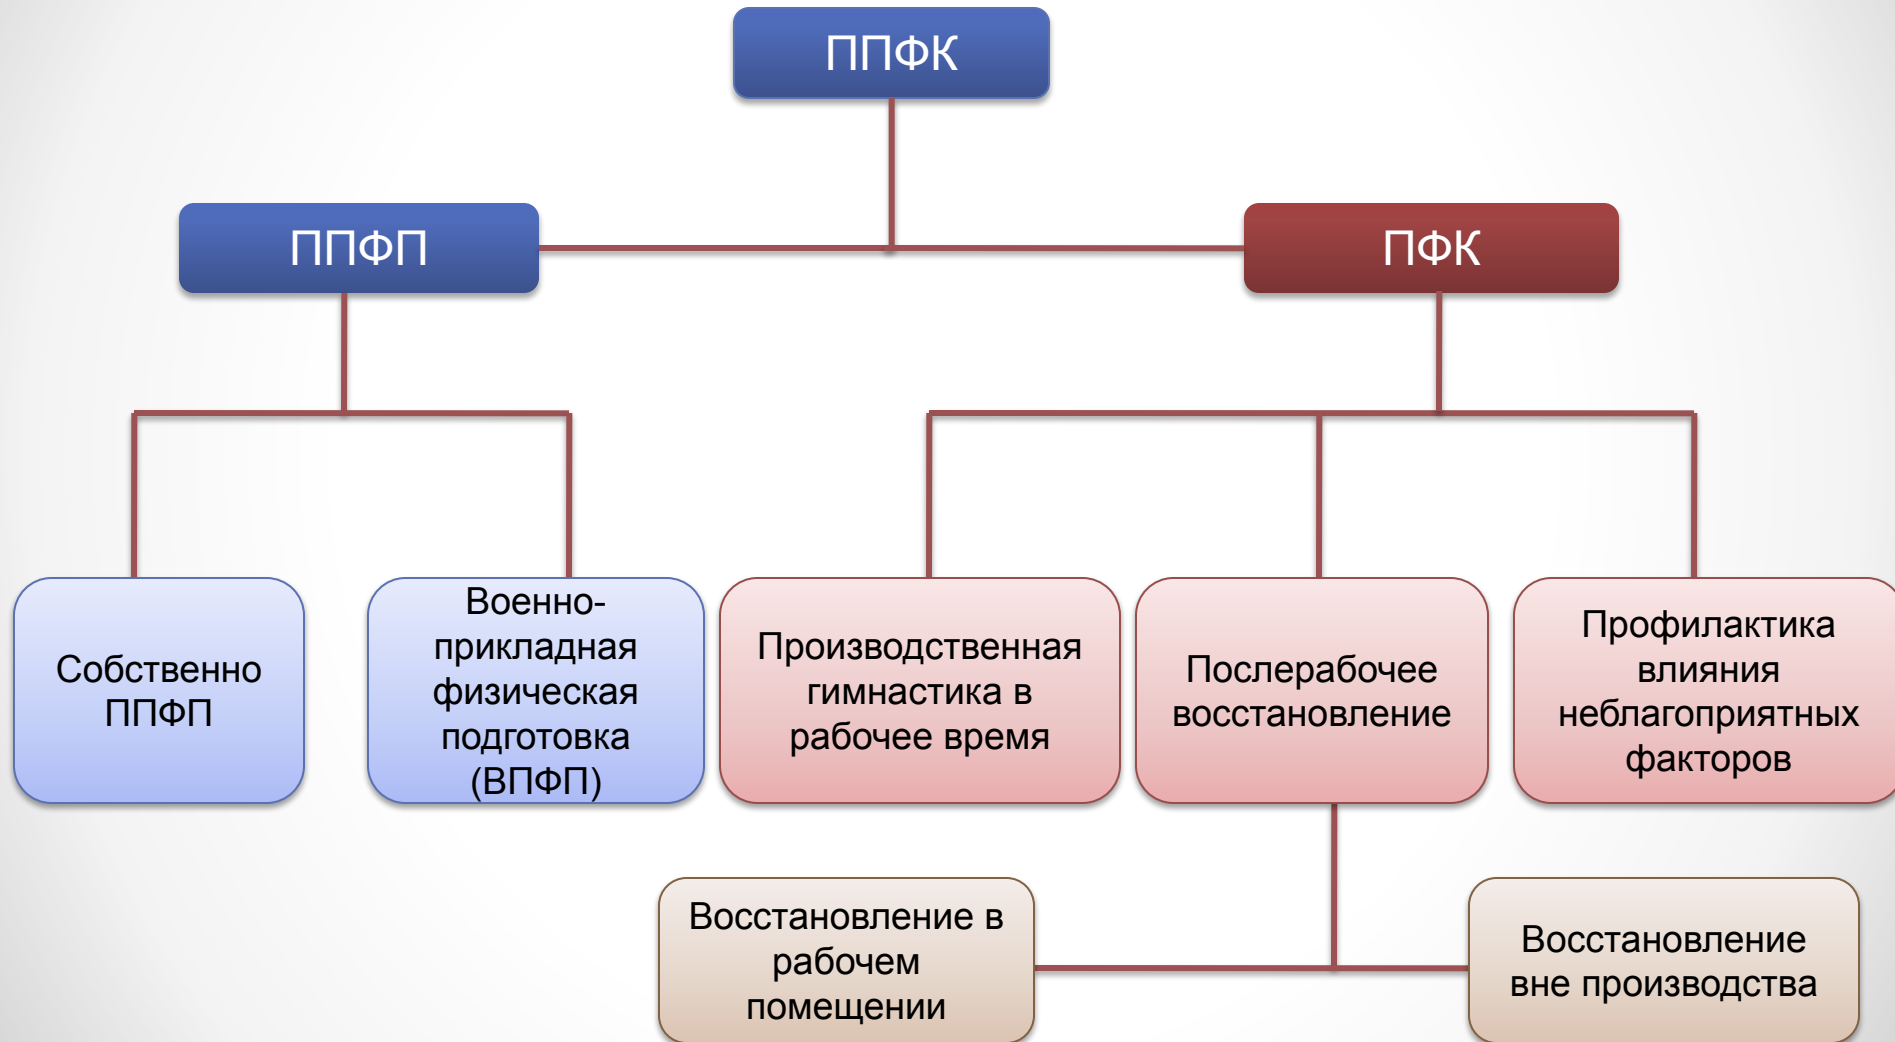 ППФК
ППФП
ПФК
Собственно
ППФП
Военно-
прикладная
физическая
подготовка
(ВПФП)
Производственная
гимнастика в
рабочее время
Послерабочее
восстановление
Профилактика
влияния
неблагоприятных
факторов
Восстановление в
рабочем
помещении
Восстановление
вне производства